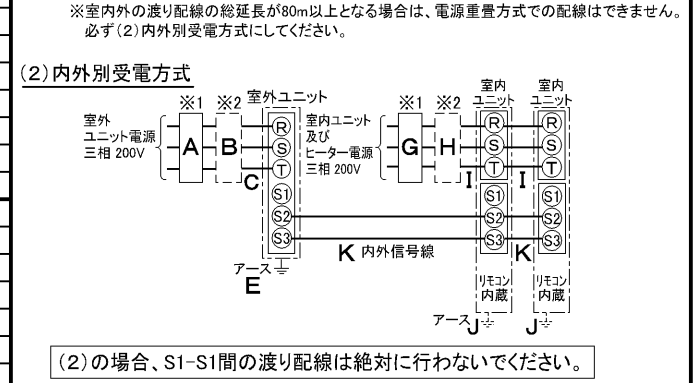 ※室内外の渡り配線の総延長が80m以上となる場合は、電源重畳方式での配線はできません。
必ず(2)内外別受電方式にしてください。
(2)内外別受電方式
※1 ※2 室外ユニット
室外
ユニット電源
三相 200V
A B C
R
S
T
S1
S2
S3
アース
E
※1 ※2
室内ユニット
及び
ヒーター電源
三相 200V
G H I I
室内
ユニット
R
S
T
S1
S2
S3
リモコン
内蔵
室内
ユニット
R
S
T
S1
S2
S3
リモコン
内蔵
K 内外信号線
K
アース J J
(2)の場合、S1-S1間の渡り配線は絶対に行わないでください。